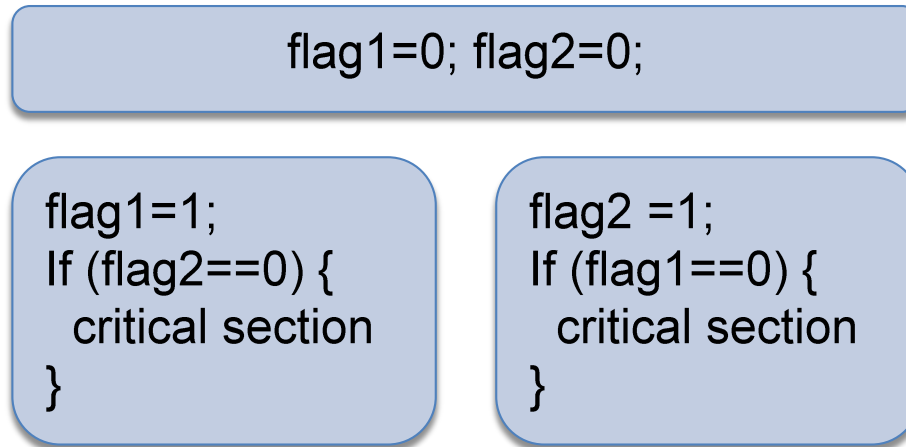 flag1=0; flag2=0;
flag1=1;
If (flag2==0) {
critical section
}
flag2 =1;
If (flag1==0) {
critical section
}